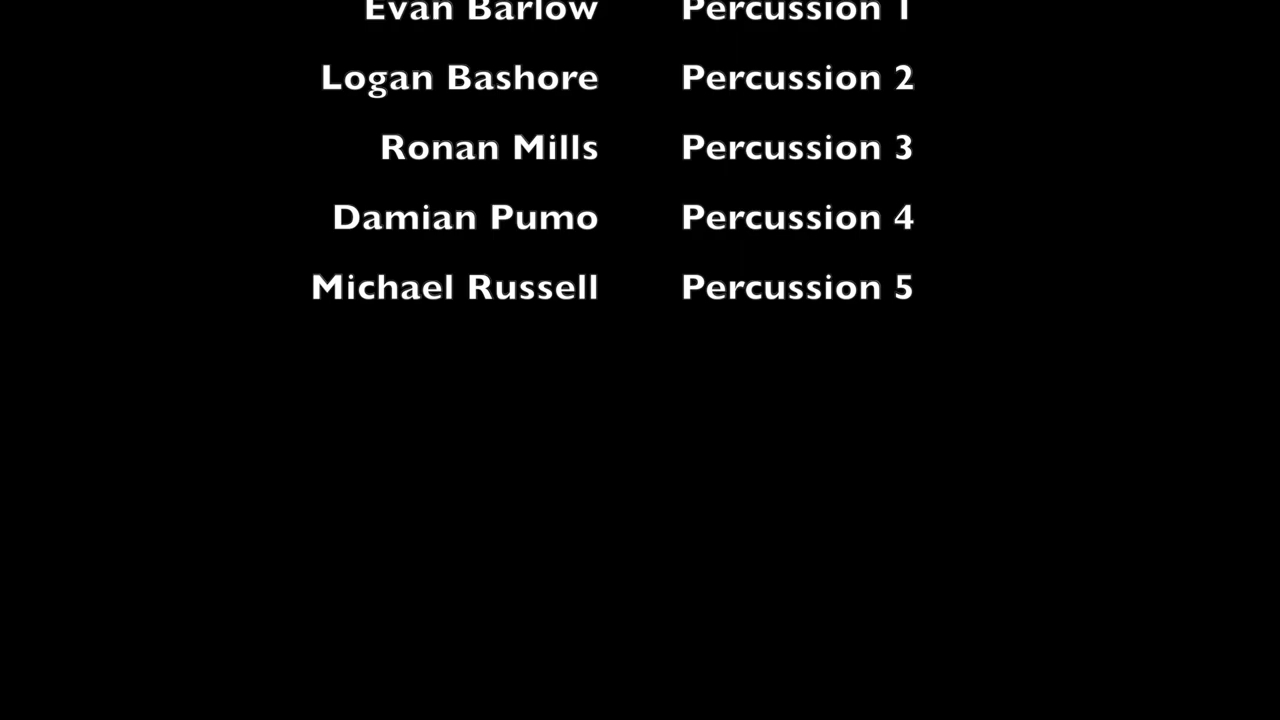 Evan Barlow Percussion 1
Logan Bashore Percussion 2
Ronan Mills Percussion 3
Damian Pumo Percussion 4
Michael Russell Percussion 5